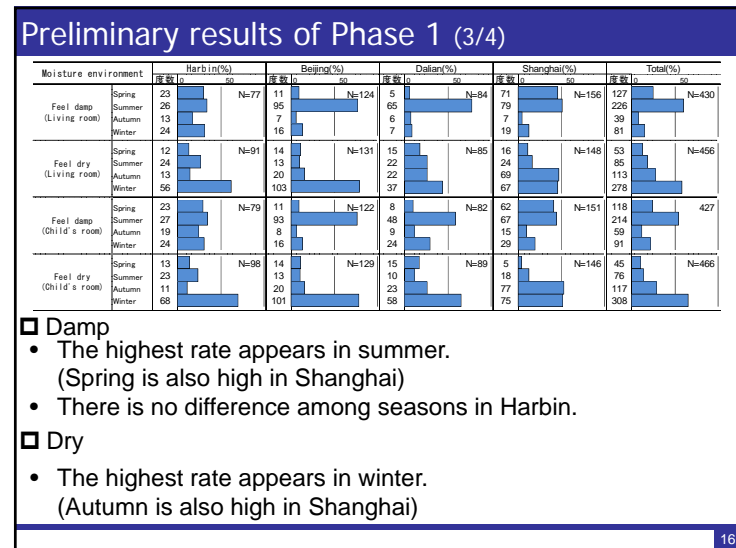 Preliminary results of Phase 1 (3/4)
Moisture environment Harbin(%) Beijing(%) Dalian(%) Shanghai(%) Total(%)
度数 0 50 度数 0 50 度数 0 50 度数 0 50 度数 0 50
Feel damp (Living room)
Spring 23 N=77 11 N=124 5 N=84 71 N=156 127 N=430
Summer 26 95 65 79 226
Autumn 13 7 6 7 39
Winter 24 16 7 19 81
Feel dry (Living room)
Spring 12 N=91 14 N=131 15 N=85 16 N=148 53 N=456
Summer 24 13 22 24 85
Autumn 13 20 22 69 113
Winter 56 103 37 67 278
Feel damp (Child's room)
Spring 23 N=79 11 N=122 8 N=82 62 N=151 118 427
Summer 27 93 48 67 214
Autumn 19 8 9 15 59
Winter 24 16 24 29 91
Feel dry (Child's room)
Spring 13 N=98 14 N=129 15 N=89 5 N=146 45 N=466
Summer 23 13 10 18 76
Autumn 11 20 23 77 117
Winter 68 101 58 75 308
Damp
• The highest rate appears in summer.
(Spring is also high in Shanghai)
• There is no difference among seasons in Harbin.
Dry
• The highest rate appears in winter.
(Autumn is also high in Shanghai)
16